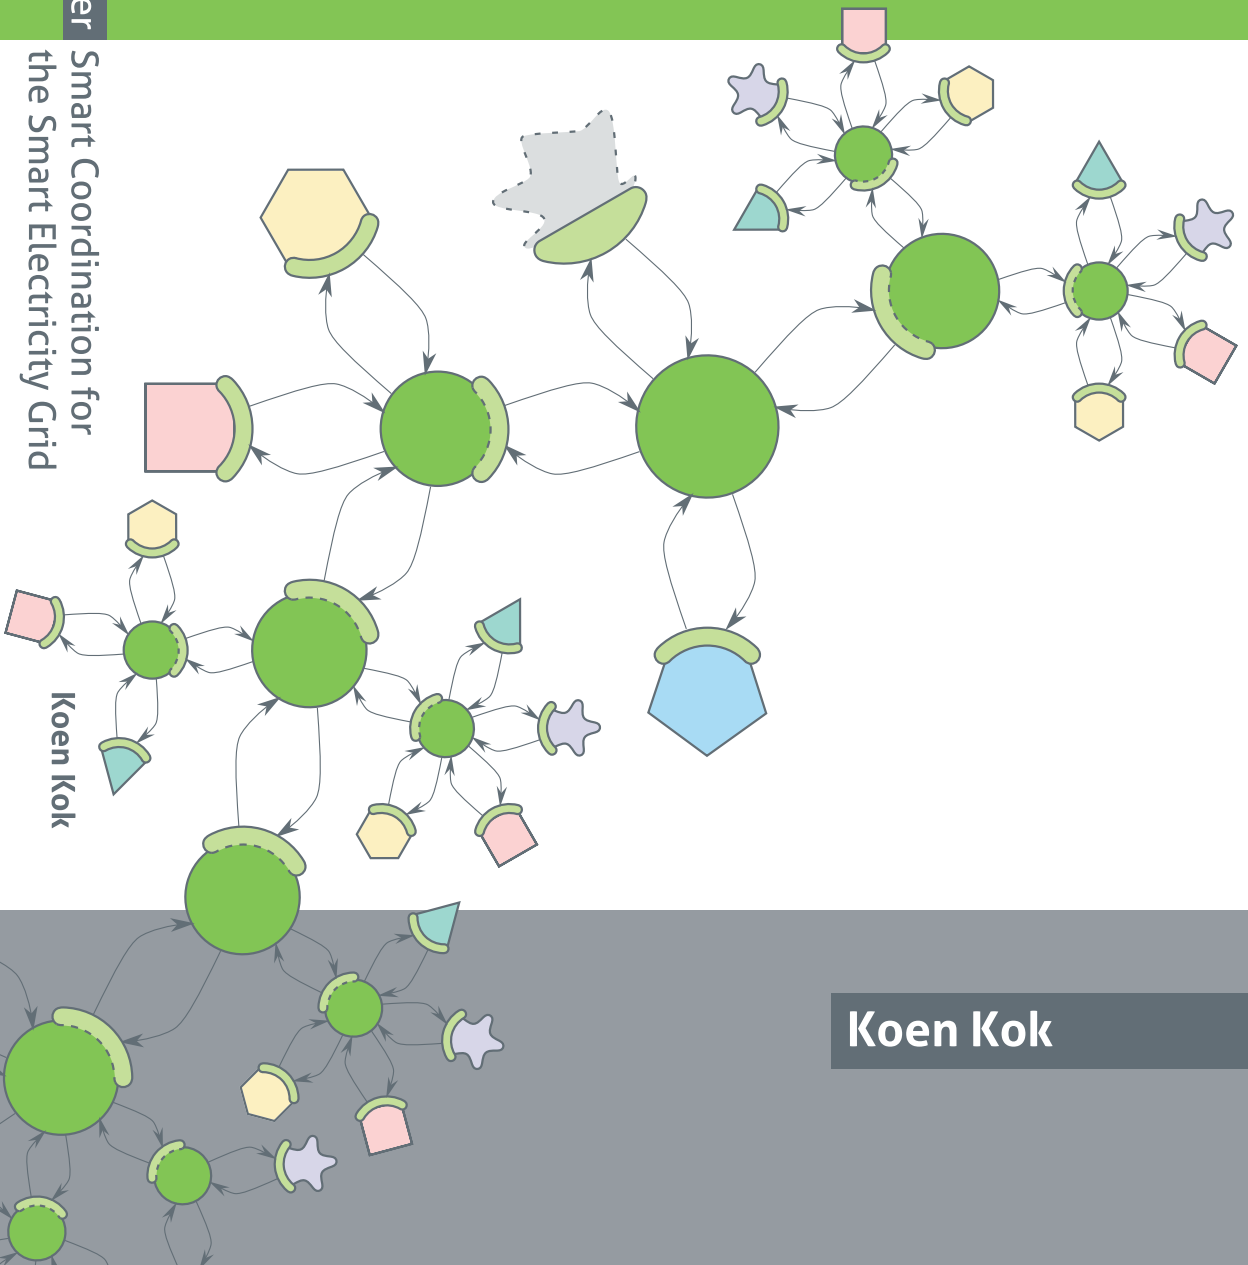 er
Smart Coordination for
the Smart Electricity Grid
Koen Kok
Koen Kok